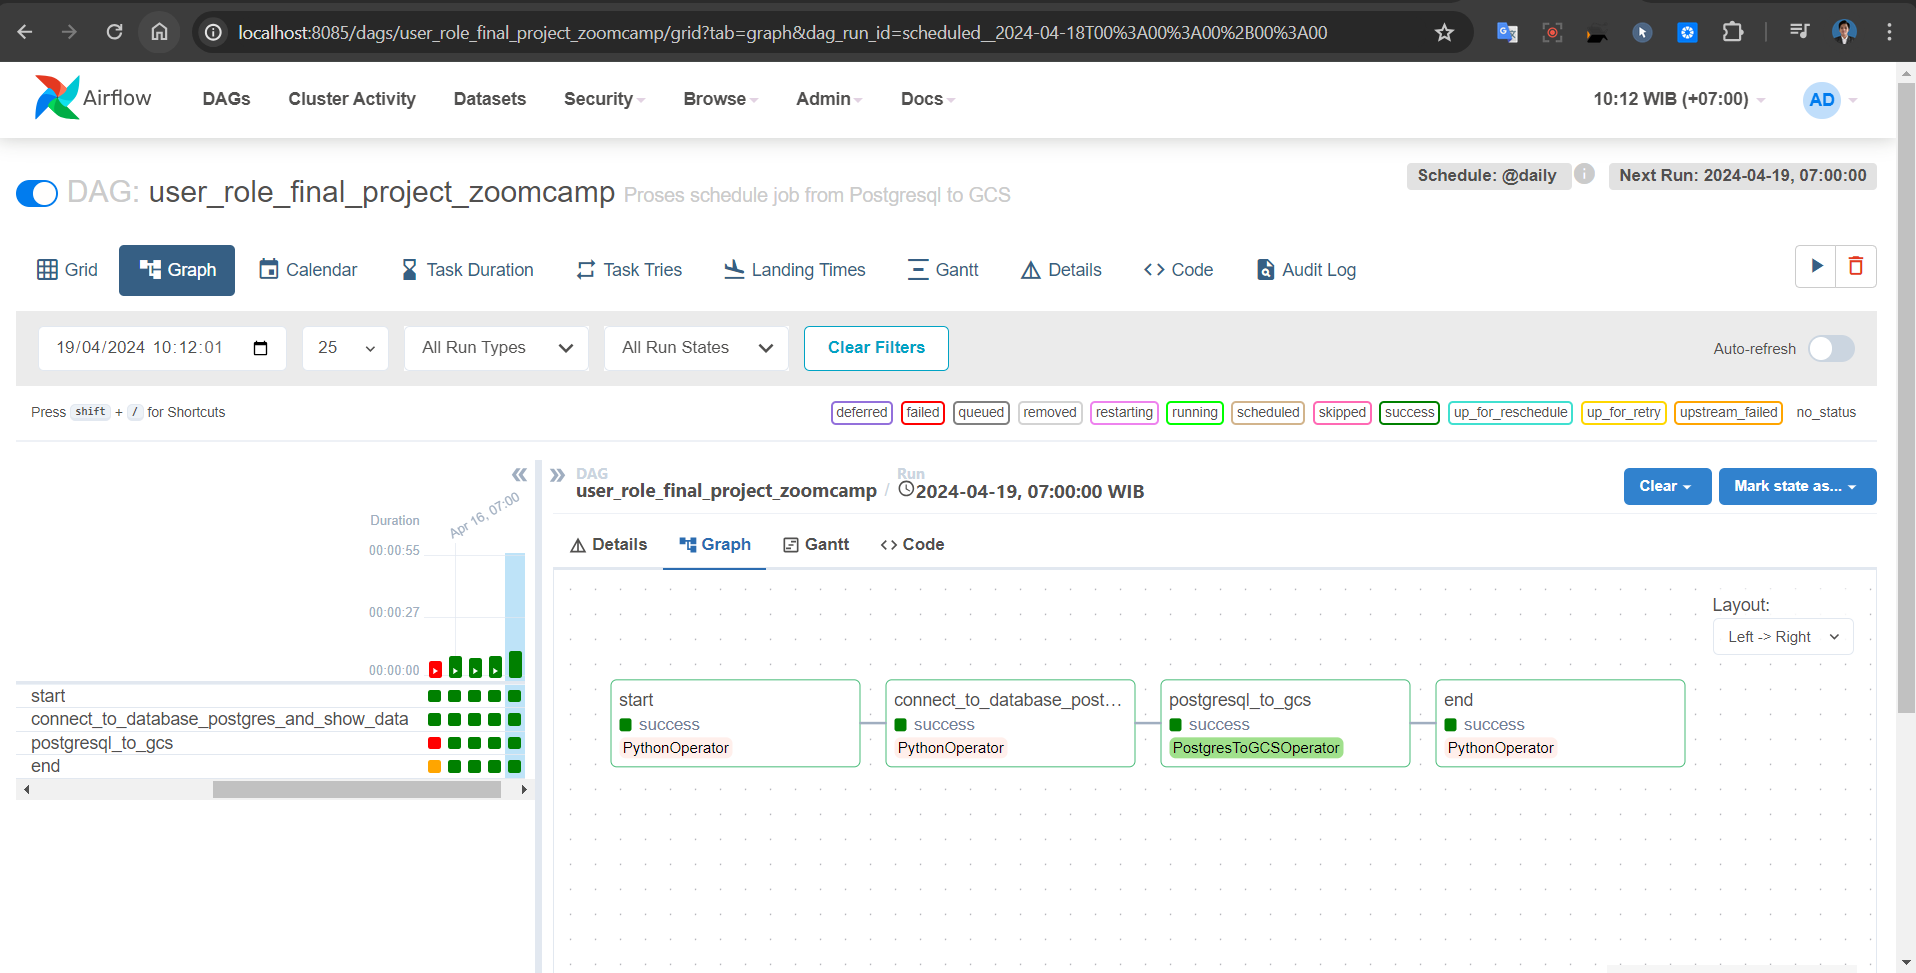 localhost:8085/dags/user_role_final_project_zoomcamp/grid?tab=graph&dag_run_id=scheduled__2024-04-18T00%3A00%3A00%2B00%3A00
Airflow
DAGs
Cluster Activity
Datasets
Security
Browse
Admin
Docs
10:12 WIB (+07:00)
AD
DAG: user_role_final_project_zoomcamp Proses schedule job from Postgresql to GCS
Schedule: @daily
Next Run: 2024-04-19, 07:00:00
Grid
Graph
Calendar
Task Duration
Task Tries
Landing Times
Gantt
Details
Code
Audit Log
19/04/2024 10:12:01
25
All Run Types
All Run States
Clear Filters
Auto-refresh
Press shift + / for Shortcuts
deferred
failed
queued
removed
restarting
running
scheduled
skipped
success
up_for_reschedule
up_for_retry
upstream_failed
no_status
Duration
Apr 16, 07:00
00:00:55
00:00:27
00:00:00
start
connect_to_database_postgres_and_show_data
postgresql_to_gcs
end
DAG
user_role_final_project_zoomcamp /
Run
2024-04-19, 07:00:00 WIB
Clear
Mark state as...
Details
Graph
Gantt
Code
Layout:
Left -> Right
start
success
PythonOperator
connect_to_database_post...
success
PythonOperator
postgresql_to_gcs
success
PostgresToGCSOperator
end
success
PythonOperator